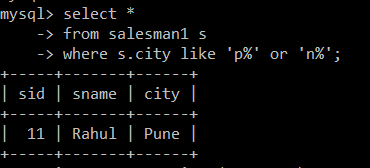 mysql> select *
    -> from salesman1 s
    -> where s.city like 'p%' or 'n%';
+-----+-------+------+
| sid | sname | city |
+-----+-------+------+
|  11 | Rahul | Pune |
+-----+-------+------+